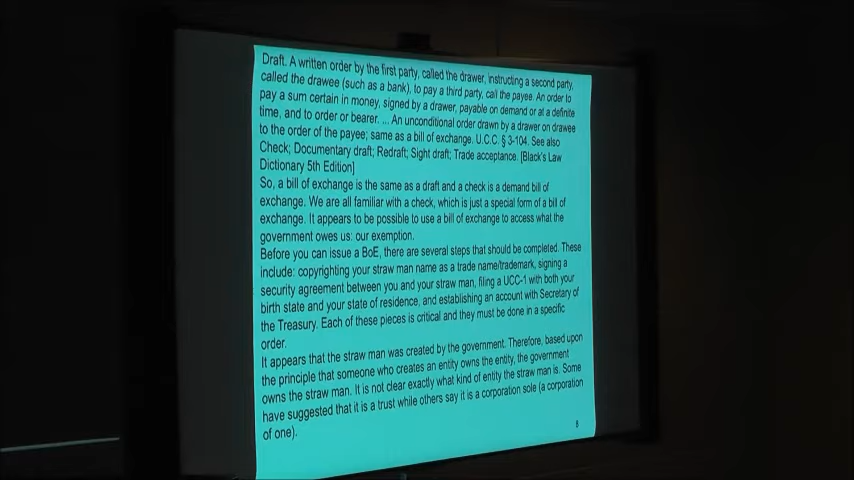 Draft. A written order by the first party, called the drawer, instructing a second party,
called the drawee (such as a bank), to pay a third party, call the payee. An order to
pay a sum certain in money, signed by a drawer, payable on demand or at a definite
time, and to order or bearer. ... An unconditional order drawn by a drawer on drawee
to the order of the payee; same as a bill of exchange. U.C.C. § 3-104. See also
Check; Documentary draft; Redraft; Sight draft; Trade acceptance. [Black's Law
Dictionary 5th Edition]
So, a bill of exchange is the same as a draft and a check is a demand bill of
exchange. We are all familiar with a check, which is just a special form of a bill of
exchange. It appears to be possible to use a bill of exchange to access what the
government owes us: our exemption.
Before you can issue a BoE, there are several steps that should be completed. These
include: copyrighting your straw man name as a trade name/trademark, signing a
security agreement between you and your straw man, filing a UCC-1 with both your
birth state and your state of residence, and establishing an account with Secretary of
the Treasury. Each of these pieces is critical and they must be done in a specific
order.
It appears that the straw man was created by the government. Therefore, based upon
the principle that someone who creates an entity owns the entity, the government
owns the straw man. It is not clear exactly what kind of entity the straw man is. Some
have suggested that it is a trust while others say it is a corporation sole (a corporation
of one).